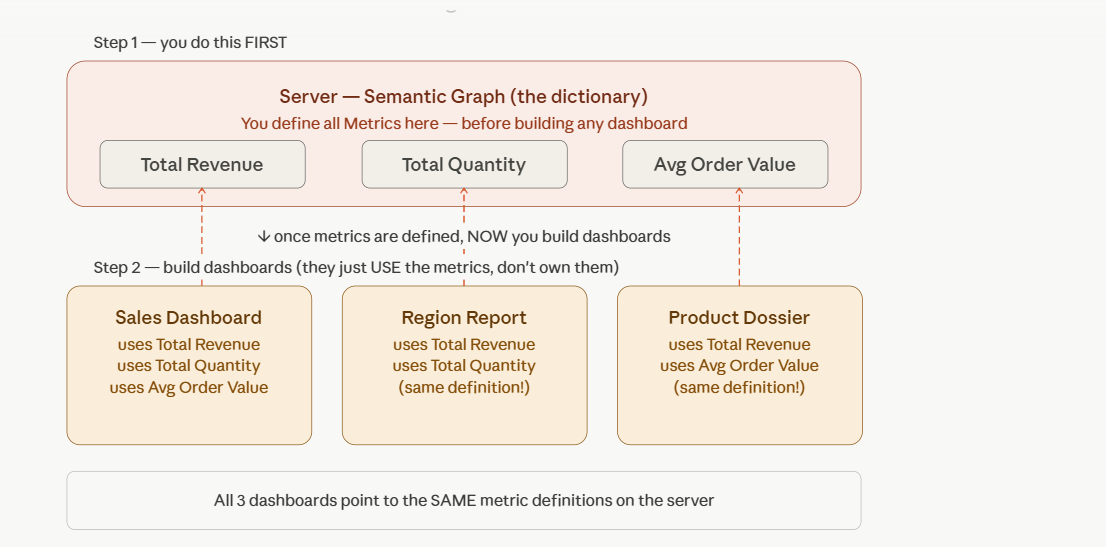 Step 1 — you do this FIRST
Server — Semantic Graph (the dictionary)
You define all Metrics here — before building any dashboard
Total Revenue
Total Quantity
Avg Order Value
↓ once metrics are defined, NOW you build dashboards
Step 2 — build dashboards (they just USE the metrics, don't own them)
Sales Dashboard
uses Total Revenue
uses Total Quantity
uses Avg Order Value
Region Report
uses Total Revenue
uses Total Quantity
(same definition!)
Product Dossier
uses Total Revenue
uses Avg Order Value
(same definition!)
All 3 dashboards point to the SAME metric definitions on the server